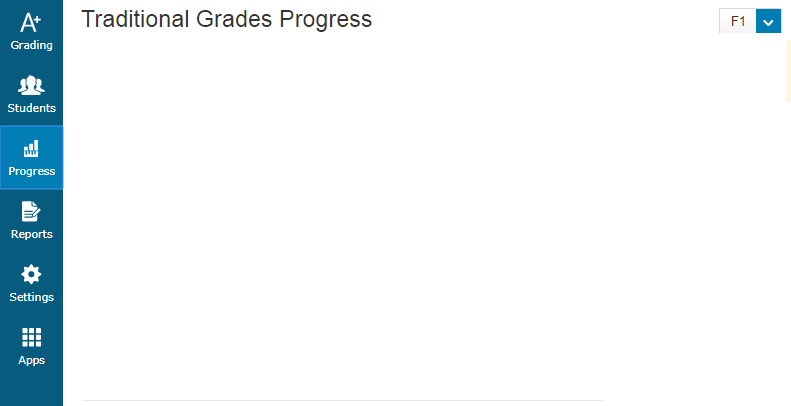 Traditional Grades Progress
F1
A+
Grading
Students
Progress
Reports
Settings
Apps